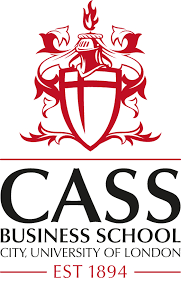 CASS
BUSINESS SCHOOL
CITY, UNIVERSITY OF LONDON
EST 1894